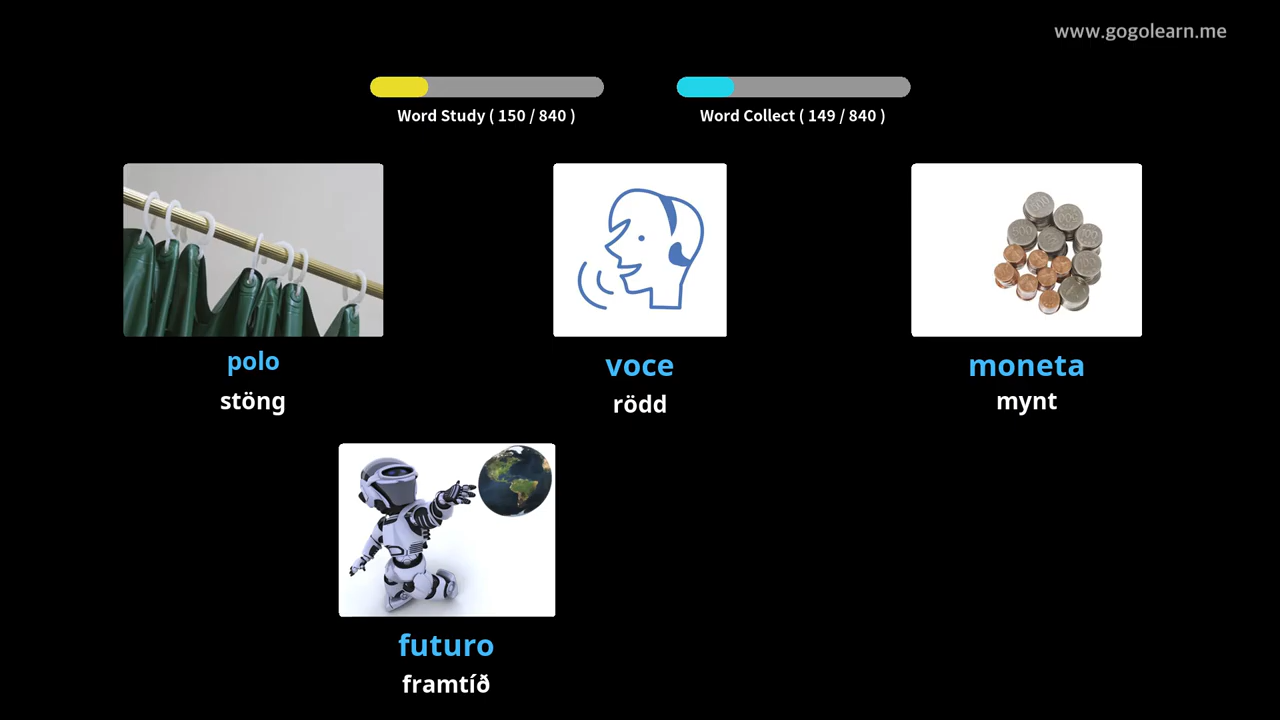 www.gogolearn.me
Word Study ( 150 / 840 )
Word Collect ( 149 / 840 )
polo
stöng
voce
rödd
moneta
mynt
futuro
framtíð